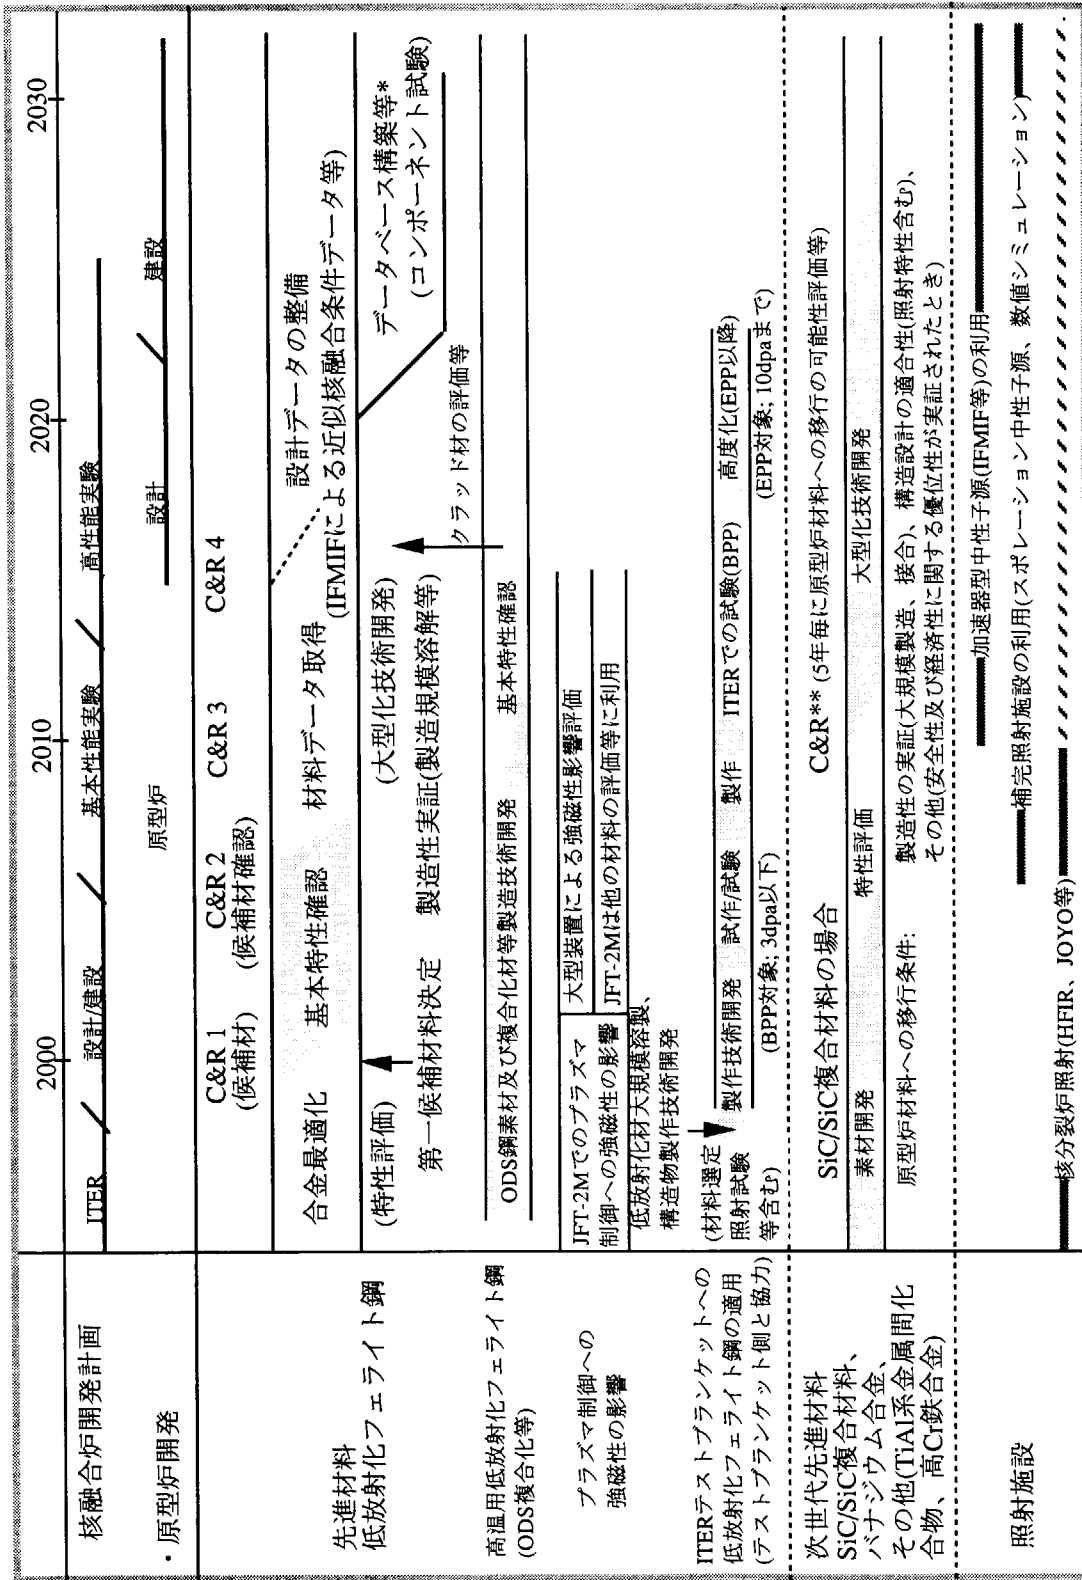 2000
2010
2020
2030
核融合炉開発計画
ITER
設計/建設
基本性能実験
高性能実験
・原型炉開発
原型炉
設計
建設
先進材料
低放射化フェライト鋼
C&R 1
(候補材)
C&R 2
(候補材確認)
C&R 3
C&R 4
合金最適化
基本特性確認
材料データ取得
設計データの整備
(IFMIFによる近似核融合条件データ等)
(特性評価)
(大型化技術開発)
データベース構築等*
(コンポーネント試験)
第一候補材料決定
製造性実証(製造規模溶解等)
クラッド材の評価等
高温用低放射化フェライト鋼
(ODS複合化等)
ODS鋼素材及び複合化材等製造技術開発
基本特性確認
プラズマ制御への
強磁性の影響
JFT-2Mでのプラズマ
制御への強磁性の影響
大型装置による強磁性影響評価
JFT-2Mは他の材料の評価等に利用
ITERテストブランケットへの
低放射化フェライト鋼の適用
(テストブランケット側と協力)
低放射化材大規模溶製、
構造物製作技術開発
(材料選定
照射試験
等含む)
製作技術開発
試作/試験
製作
ITERでの試験(BPP)
高度化(EPP以降)
(BPP対象; 3dpa以下)
(EPP対象; 10dpaまで)
次世代先進材料
SiC/SiC複合材料、
バナジウム合金、
その他(TiAl系金属間化
合物、高Cr鉄合金)
SiC/SiC複合材料の場合
C&R** (5年毎に原型炉材料への移行の可能性評価等)
素材開発
特性評価
大型化技術開発
原型炉材料への移行条件:
製造性の実証(大規模製造、接合)、構造設計の適合性(照射特性含む)、
その他(安全性及び経済性に関する優位性が実証されたとき)
照射施設
加速器型中性子源(IFMIF等)の利用
補完照射施設の利用(スポレーション中性子源、数値シミュレーション)
核分裂炉照射(HFIR、JOYO等)